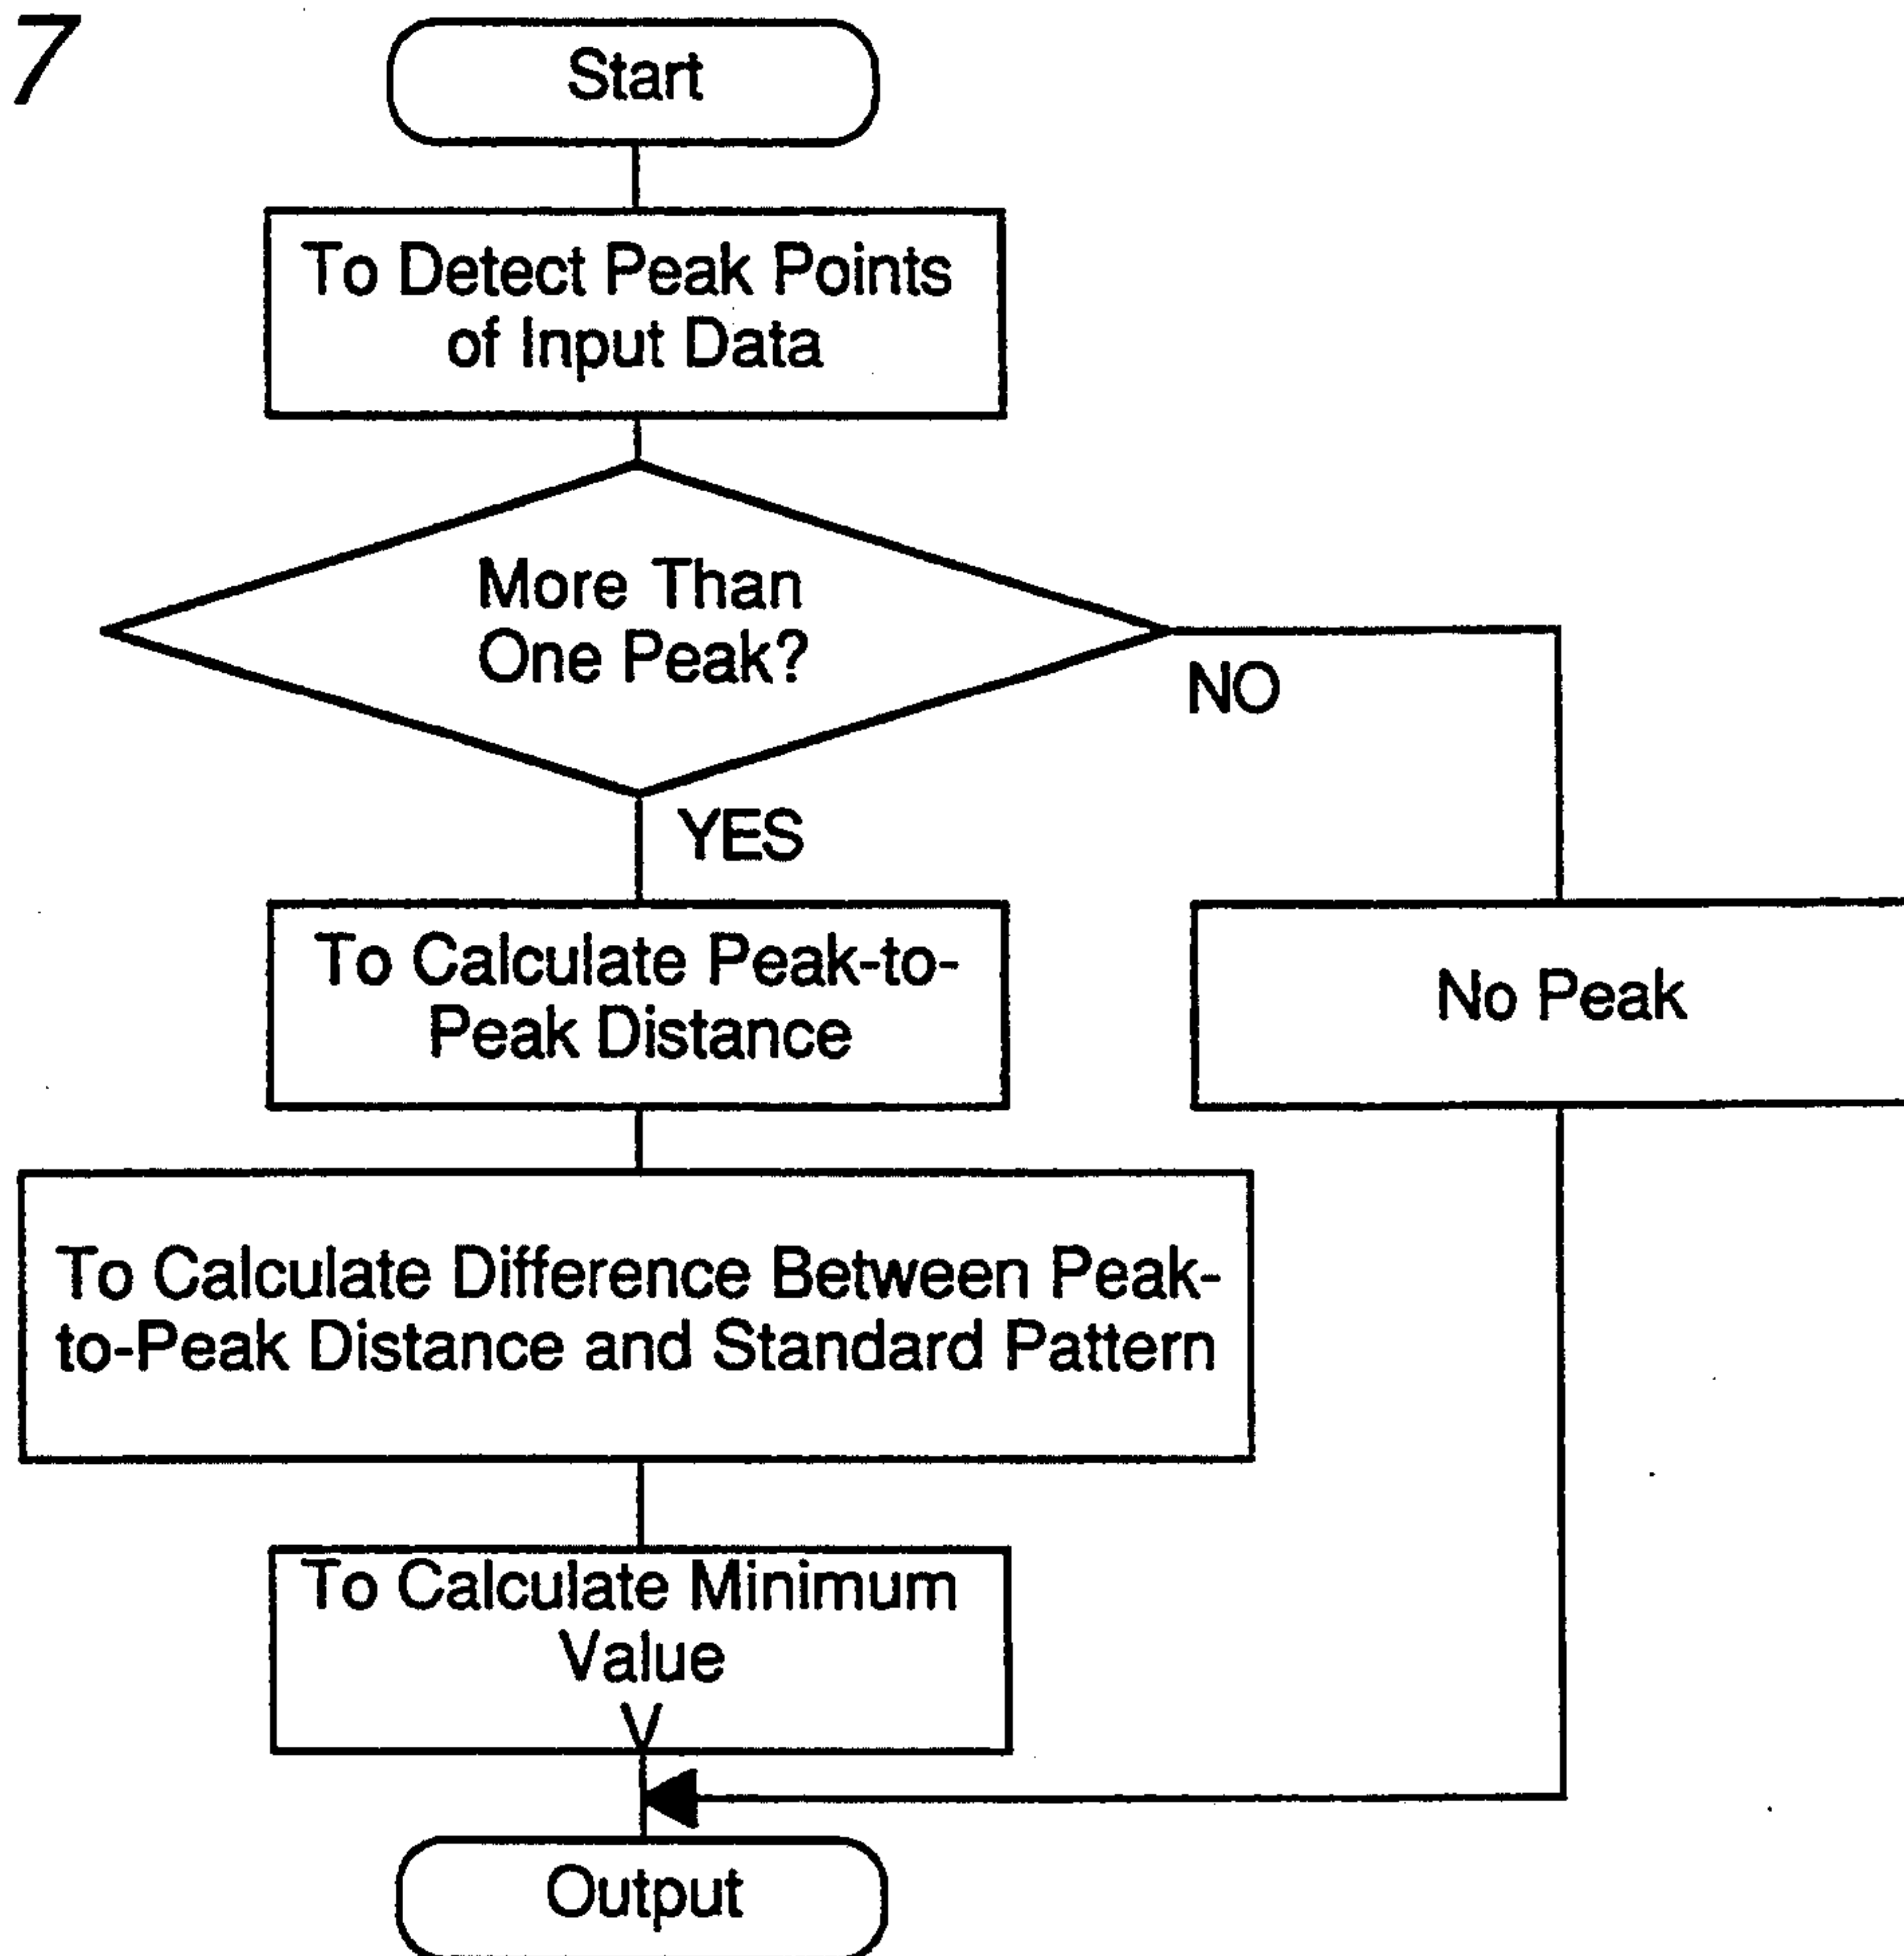 7
Start
To Detect Peak Points
of Input Data
More Than
One Peak?
NO
YES
To Calculate Peak-to-
Peak Distance
No Peak
To Calculate Difference Between Peak-
to-Peak Distance and Standard Pattern
To Calculate Minimum
Value
V
Output